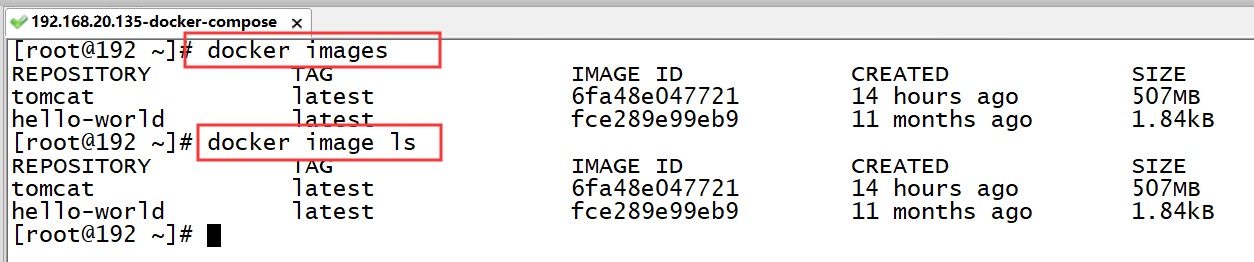 192.168.20.135-docker-compose ×
[root@192 ~]# docker images
REPOSITORY TAG IMAGE ID CREATED SIZE
tomcat latest 6fa48e047721 14 hours ago 507MB
hello-world latest fce289e99eb9 11 months ago 1.84kB
[root@192 ~]# docker image ls
REPOSITORY TAG IMAGE ID CREATED SIZE
tomcat latest 6fa48e047721 14 hours ago 507MB
hello-world latest fce289e99eb9 11 months ago 1.84kB
[root@192 ~]#